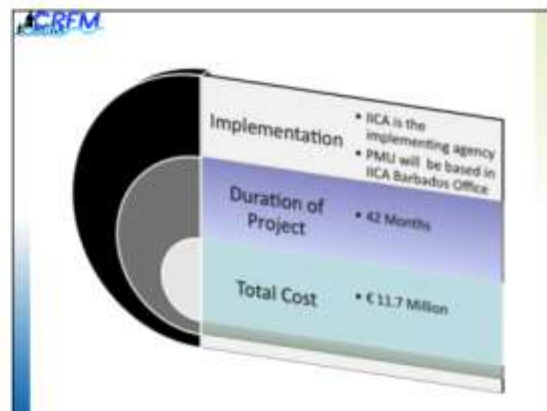 CRFM
Implementation
• IICA is the
implementing agency
• PMU will be based in
IICA Barbados Office
Duration of
Project
• 42 Months
Total Cost
• € 11.7 Million